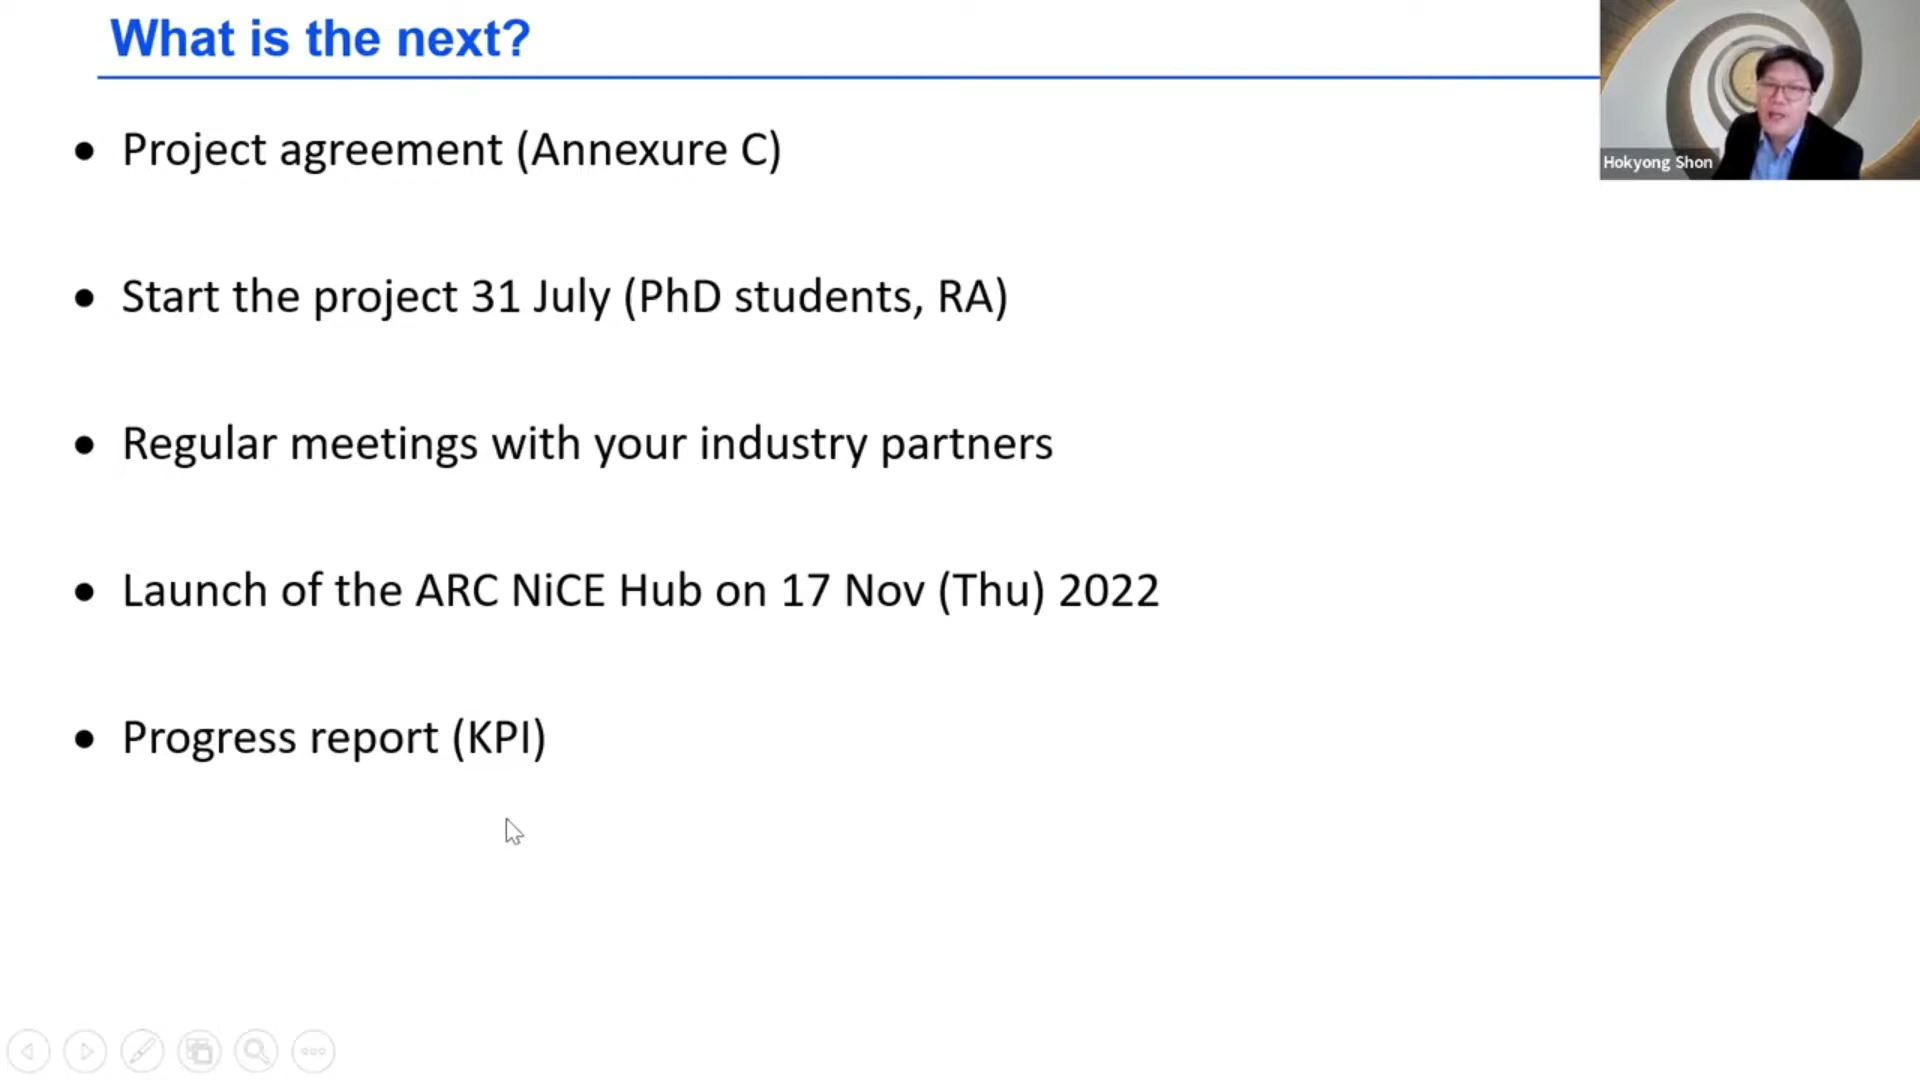 What is the next?
Hokyong Shon
• Project agreement (Annexure C)
• Start the project 31 July (PhD students, RA)
• Regular meetings with your industry partners
• Launch of the ARC NiCE Hub on 17 Nov (Thu) 2022
• Progress report (KPI)